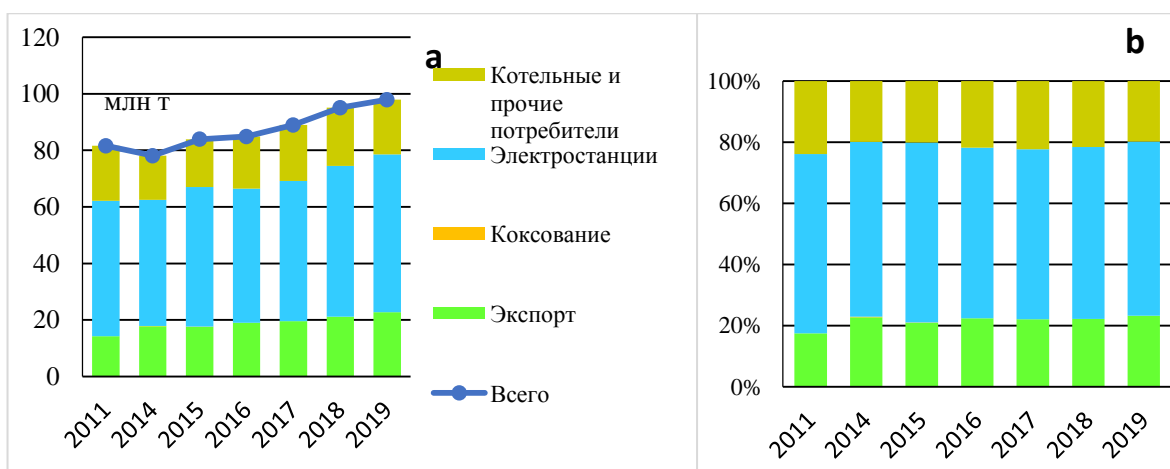 a
120
100
80
60
40
20
0
млн т
2011
2014
2015
2016
2017
2018
2019
Котельные и
прочие
потребители
Электростанции
Коксование
Экспорт
Всего
b
100%
80%
60%
40%
20%
0%
2011
2014
2015
2016
2017
2018
2019